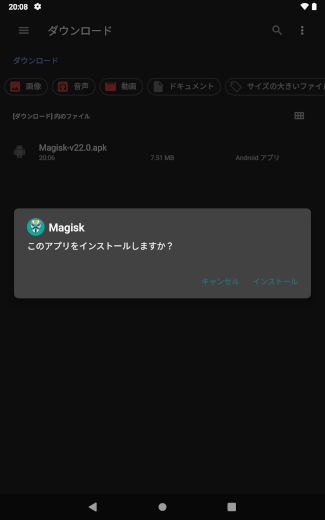 20:08
ダウンロード
ダウンロード
画像 音声 動画 ドキュメント サイズの大きいファイ
[ダウンロード] 内のファイル
Magisk-v22.0.apk
20:06 7.51 MB Android アプリ
Magisk
このアプリをインストールしますか？
キャンセル インストール